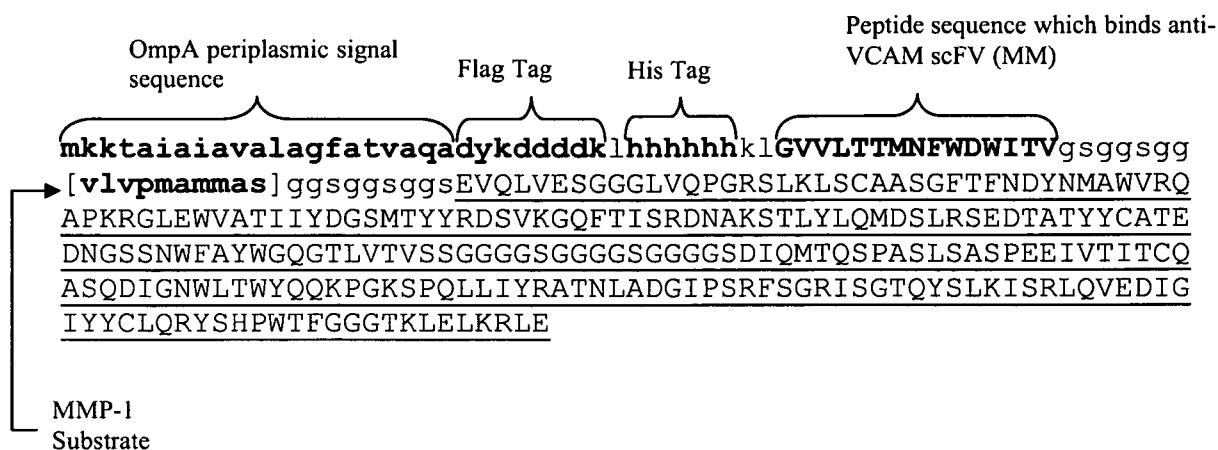 OmpA periplasmic signal
sequence
Flag Tag
His Tag
Peptide sequence which binds anti-
VCAM scFV (MM)
mkktaiaiavalagfatvaqadykddddklhhhhhhklGVVLTTMNFWDWITVgsggsgg
[vlvpmammas]ggsggsggsEVQLVESGGGLVQPGRSLKLSCAASGFTFNDYNMAWVRQ
APKRGLEWVATIIYDGSMTYYRDSVKGQFTISRDNAKSTLYLQMDSLRSEDTATYYCATE
DNGSSNWFAYWGQGTLVTVSSGGGGSGGGGSGGGGSDIQMTQSPASLSASPEEIVTITCQ
ASQDIGNWLTWYQQKPGKSPQLLIYRATNLADGIPSRFSGRISGTQYSLKISRLQVEDIG
IYYCLQRYSHPWTFGGGTKLELKRLE
MMP-1
Substrate